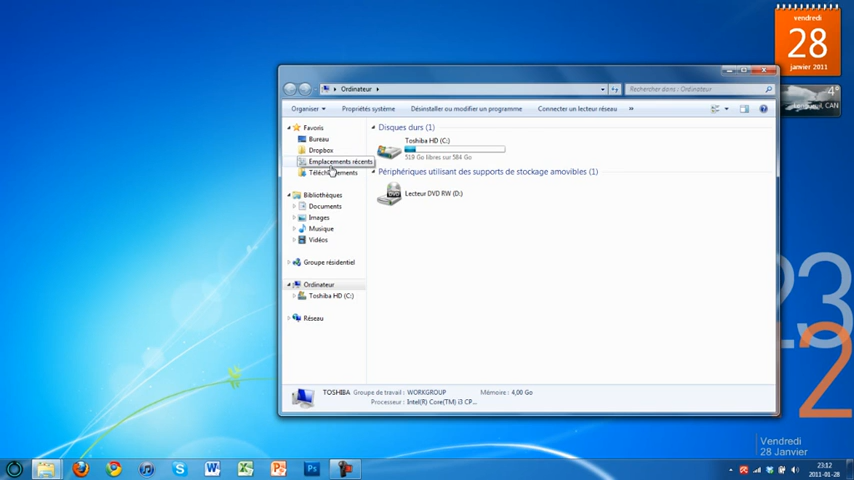 vendredi
28
janvier 2011
4°
CAN
Ordinateur
Rechercher dans : Ordinateur
Organiser
Propriétés système
Désinstaller ou modifier un programme
Connecter un lecteur réseau
»
Favoris
Bureau
Dropbox
Emplacements récents
Téléchargements
Bibliothèques
Documents
Images
Musique
Vidéos
Groupe résidentiel
Ordinateur
Toshiba HD (C:)
Réseau
Disques durs (1)
Toshiba HD (C:)
519 Go libres sur 584 Go
Périphériques utilisant des supports de stockage amovibles (1)
DVD
Lecteur DVD RW (D:)
TOSHIBA Groupe de travail : WORKGROUP Mémoire : 4,00 Go
Processeur : Intel(R) Core(TM) i3 CP...
23
Vendredi
28 Janvier
23:12
2011-01-28